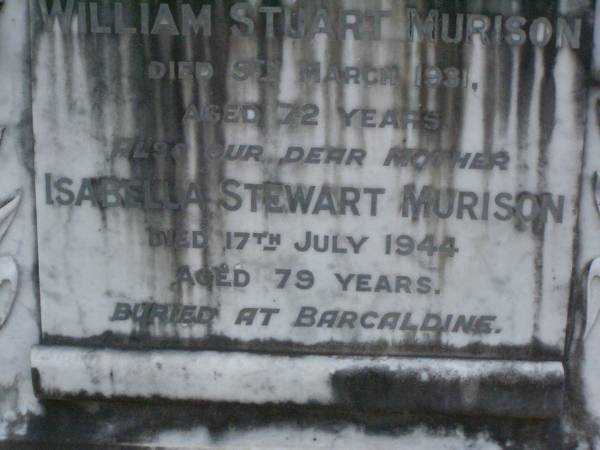 WILLIAM STUART MURISON
DIED 5TH MARCH 1931,
AGED 72 YEARS
ALSO OUR DEAR MOTHER
ISABELLA STEWART MURISON
DIED 17TH JULY 1944
AGED 79 YEARS.
BURIED AT BARCALDINE.